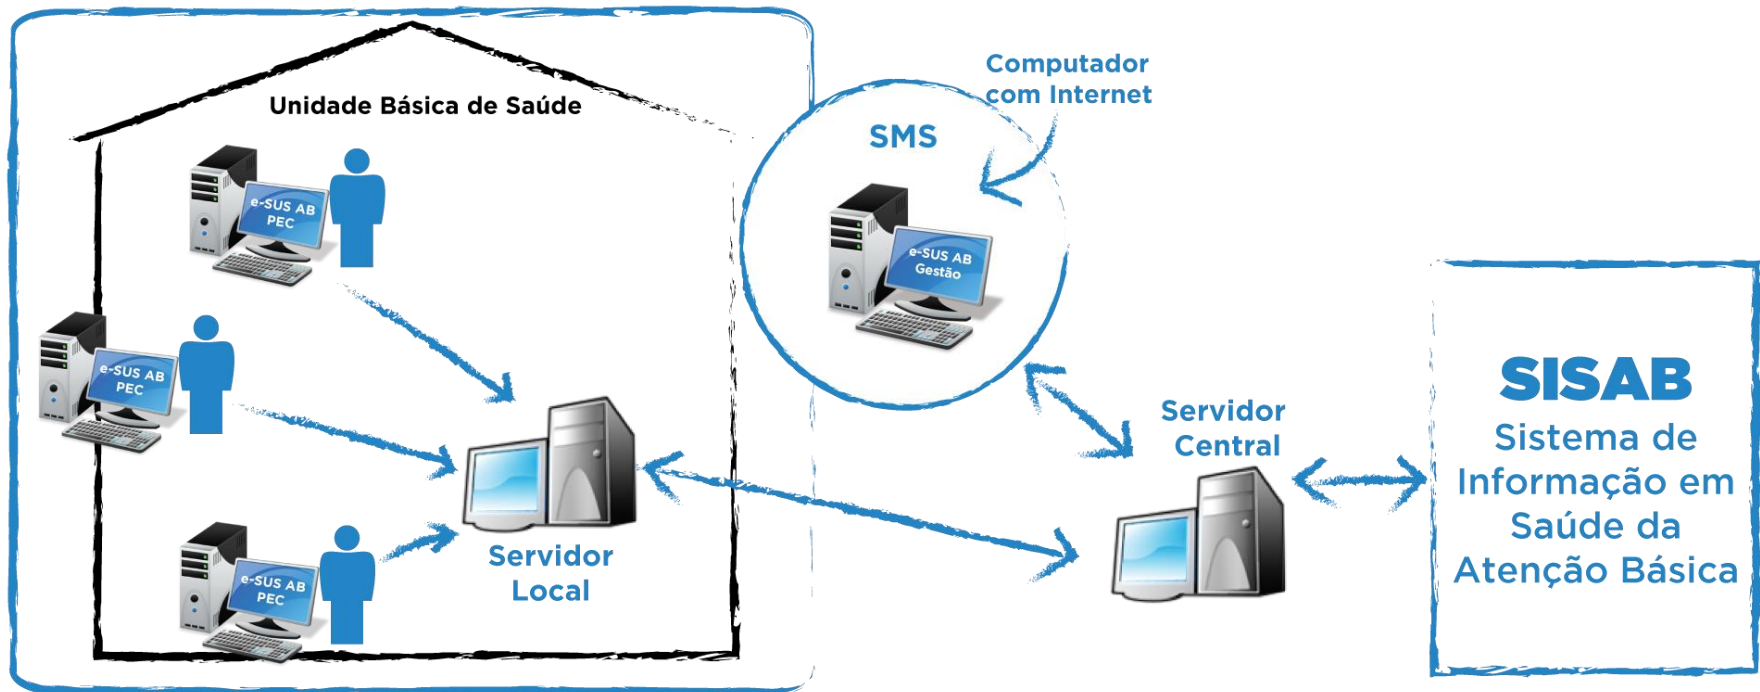 Unidade Básica de Saúde
e-SUS AB
PEC
e-SUS AB
PEC
e-SUS AB
PEC
Servidor
Local
Computador
com Internet
SMS
e-SUS AB
Gestão
Servidor
Central
SISAB
Sistema de
Informação em
Saúde da
Atenção Básica